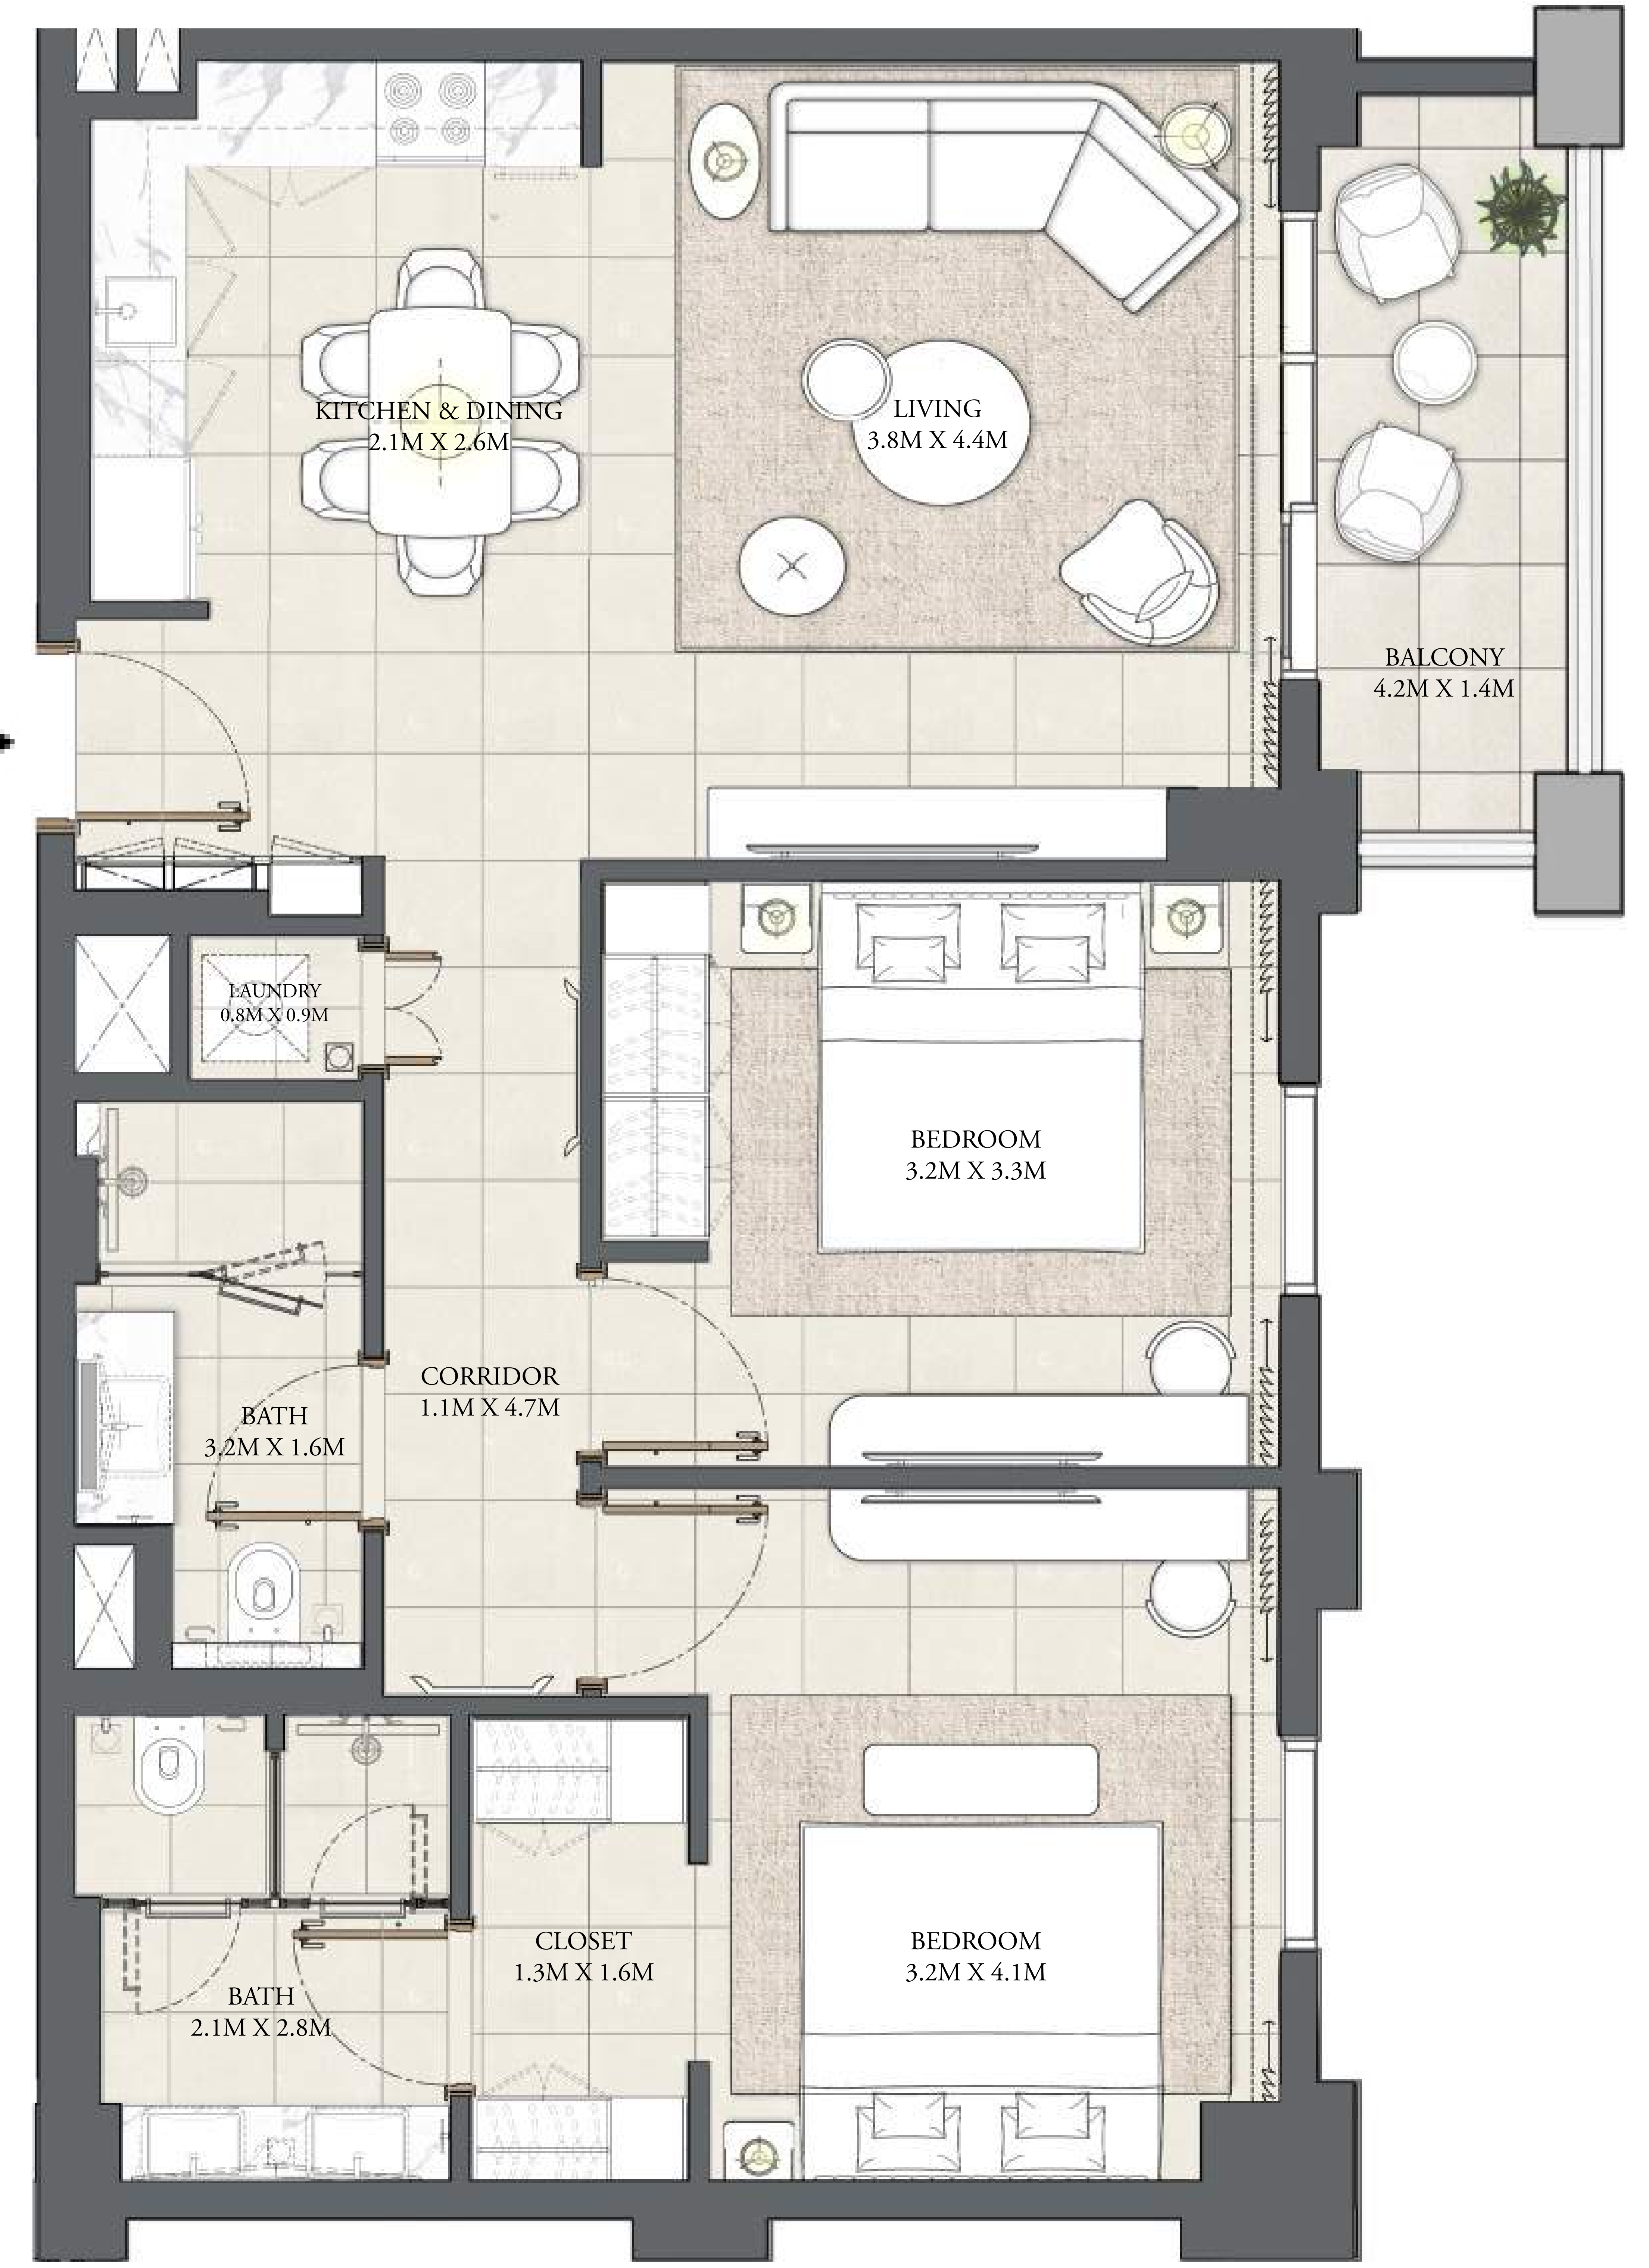 KITCHEN & DINING
2.1M X 2.6M
LIVING
3.8M X 4.4M
BALCONY
4.2M X 1.4M
LAUNDRY
0.8M X 0.9M
BEDROOM
3.2M X 3.3M
CORRIDOR
1.1M X 4.7M
BATH
3.2M X 1.6M
CLOSET
1.3M X 1.6M
BEDROOM
3.2M X 4.1M
BATH
2.1M X 2.8M